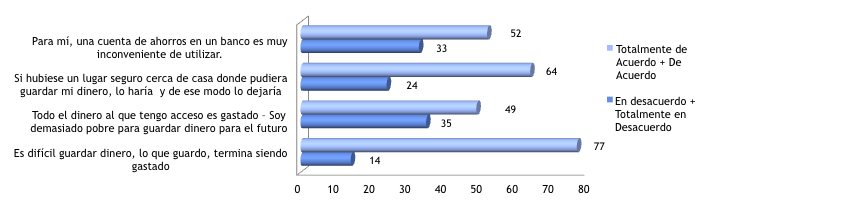 Para mí, una cuenta de ahorros en un banco es muy
inconveniente de utilizar.
52
33
Si hubiese un lugar seguro cerca de casa donde pudiera
guardar mi dinero, lo haría y de ese modo lo dejaría
64
24
Todo el dinero al que tengo acceso es gastado - Soy
demasiado pobre para guardar dinero para el futuro
49
35
Es difícil guardar dinero, lo que guardo, termina siendo
gastado
77
14
0 10 20 30 40 50 60 70 80
Totalmente de
Acuerdo + De
Acuerdo
En desacuerdo +
Totalmente en
Desacuerdo